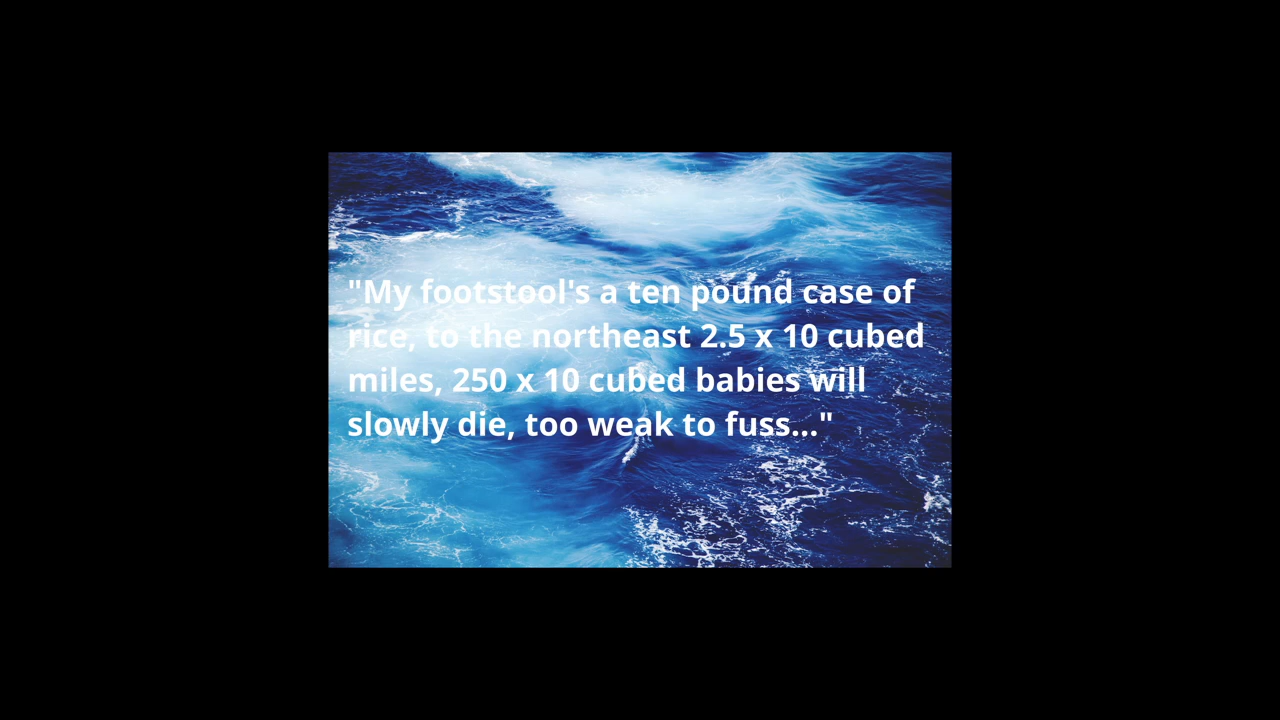 "My footstool's a ten pound case of
rice, to the northeast 2.5 x 10 cubed
miles, 250 x 10 cubed babies will
slowly die, too weak to fuss..."